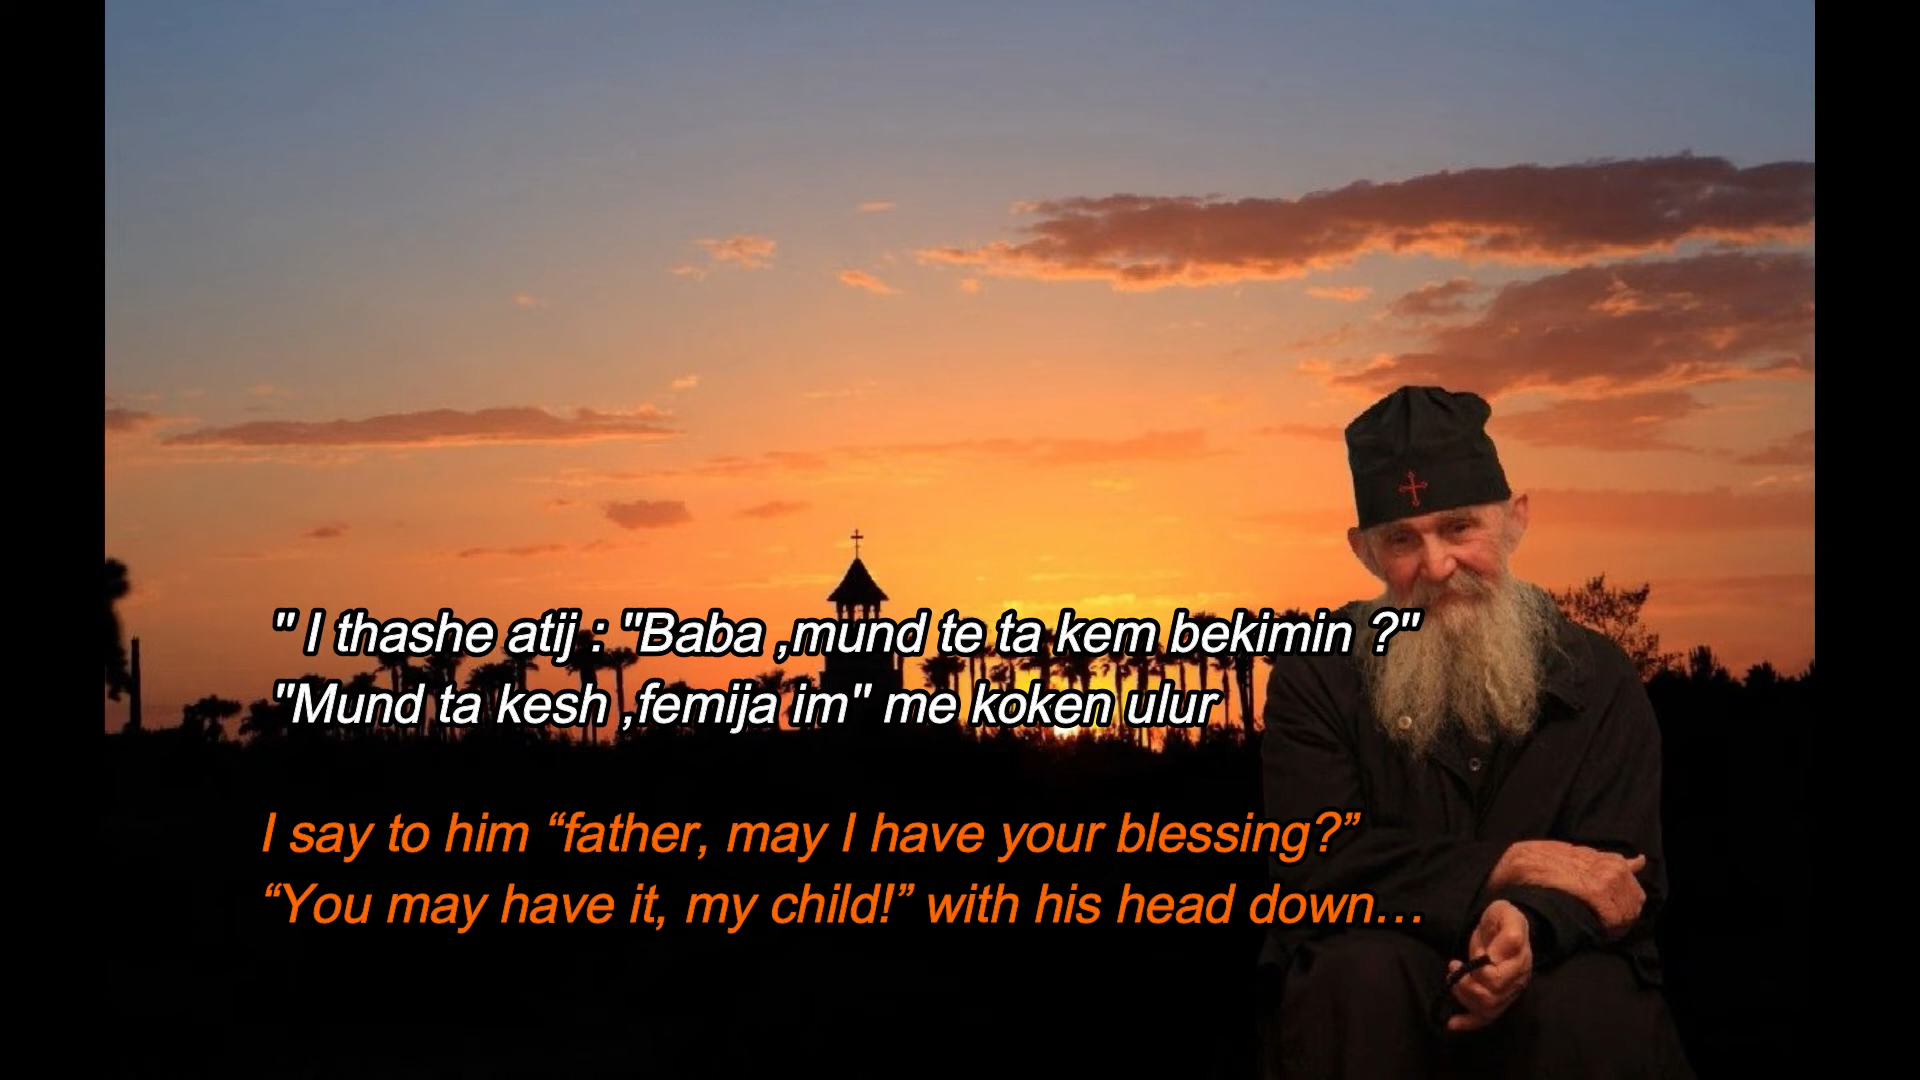 " I thashe atij : "Baba ,mund te ta kem bekimin ?"
"Mund ta kesh ,femija im" me koken ulur
I say to him “father, may I have your blessing?”
“You may have it, my child!” with his head down…